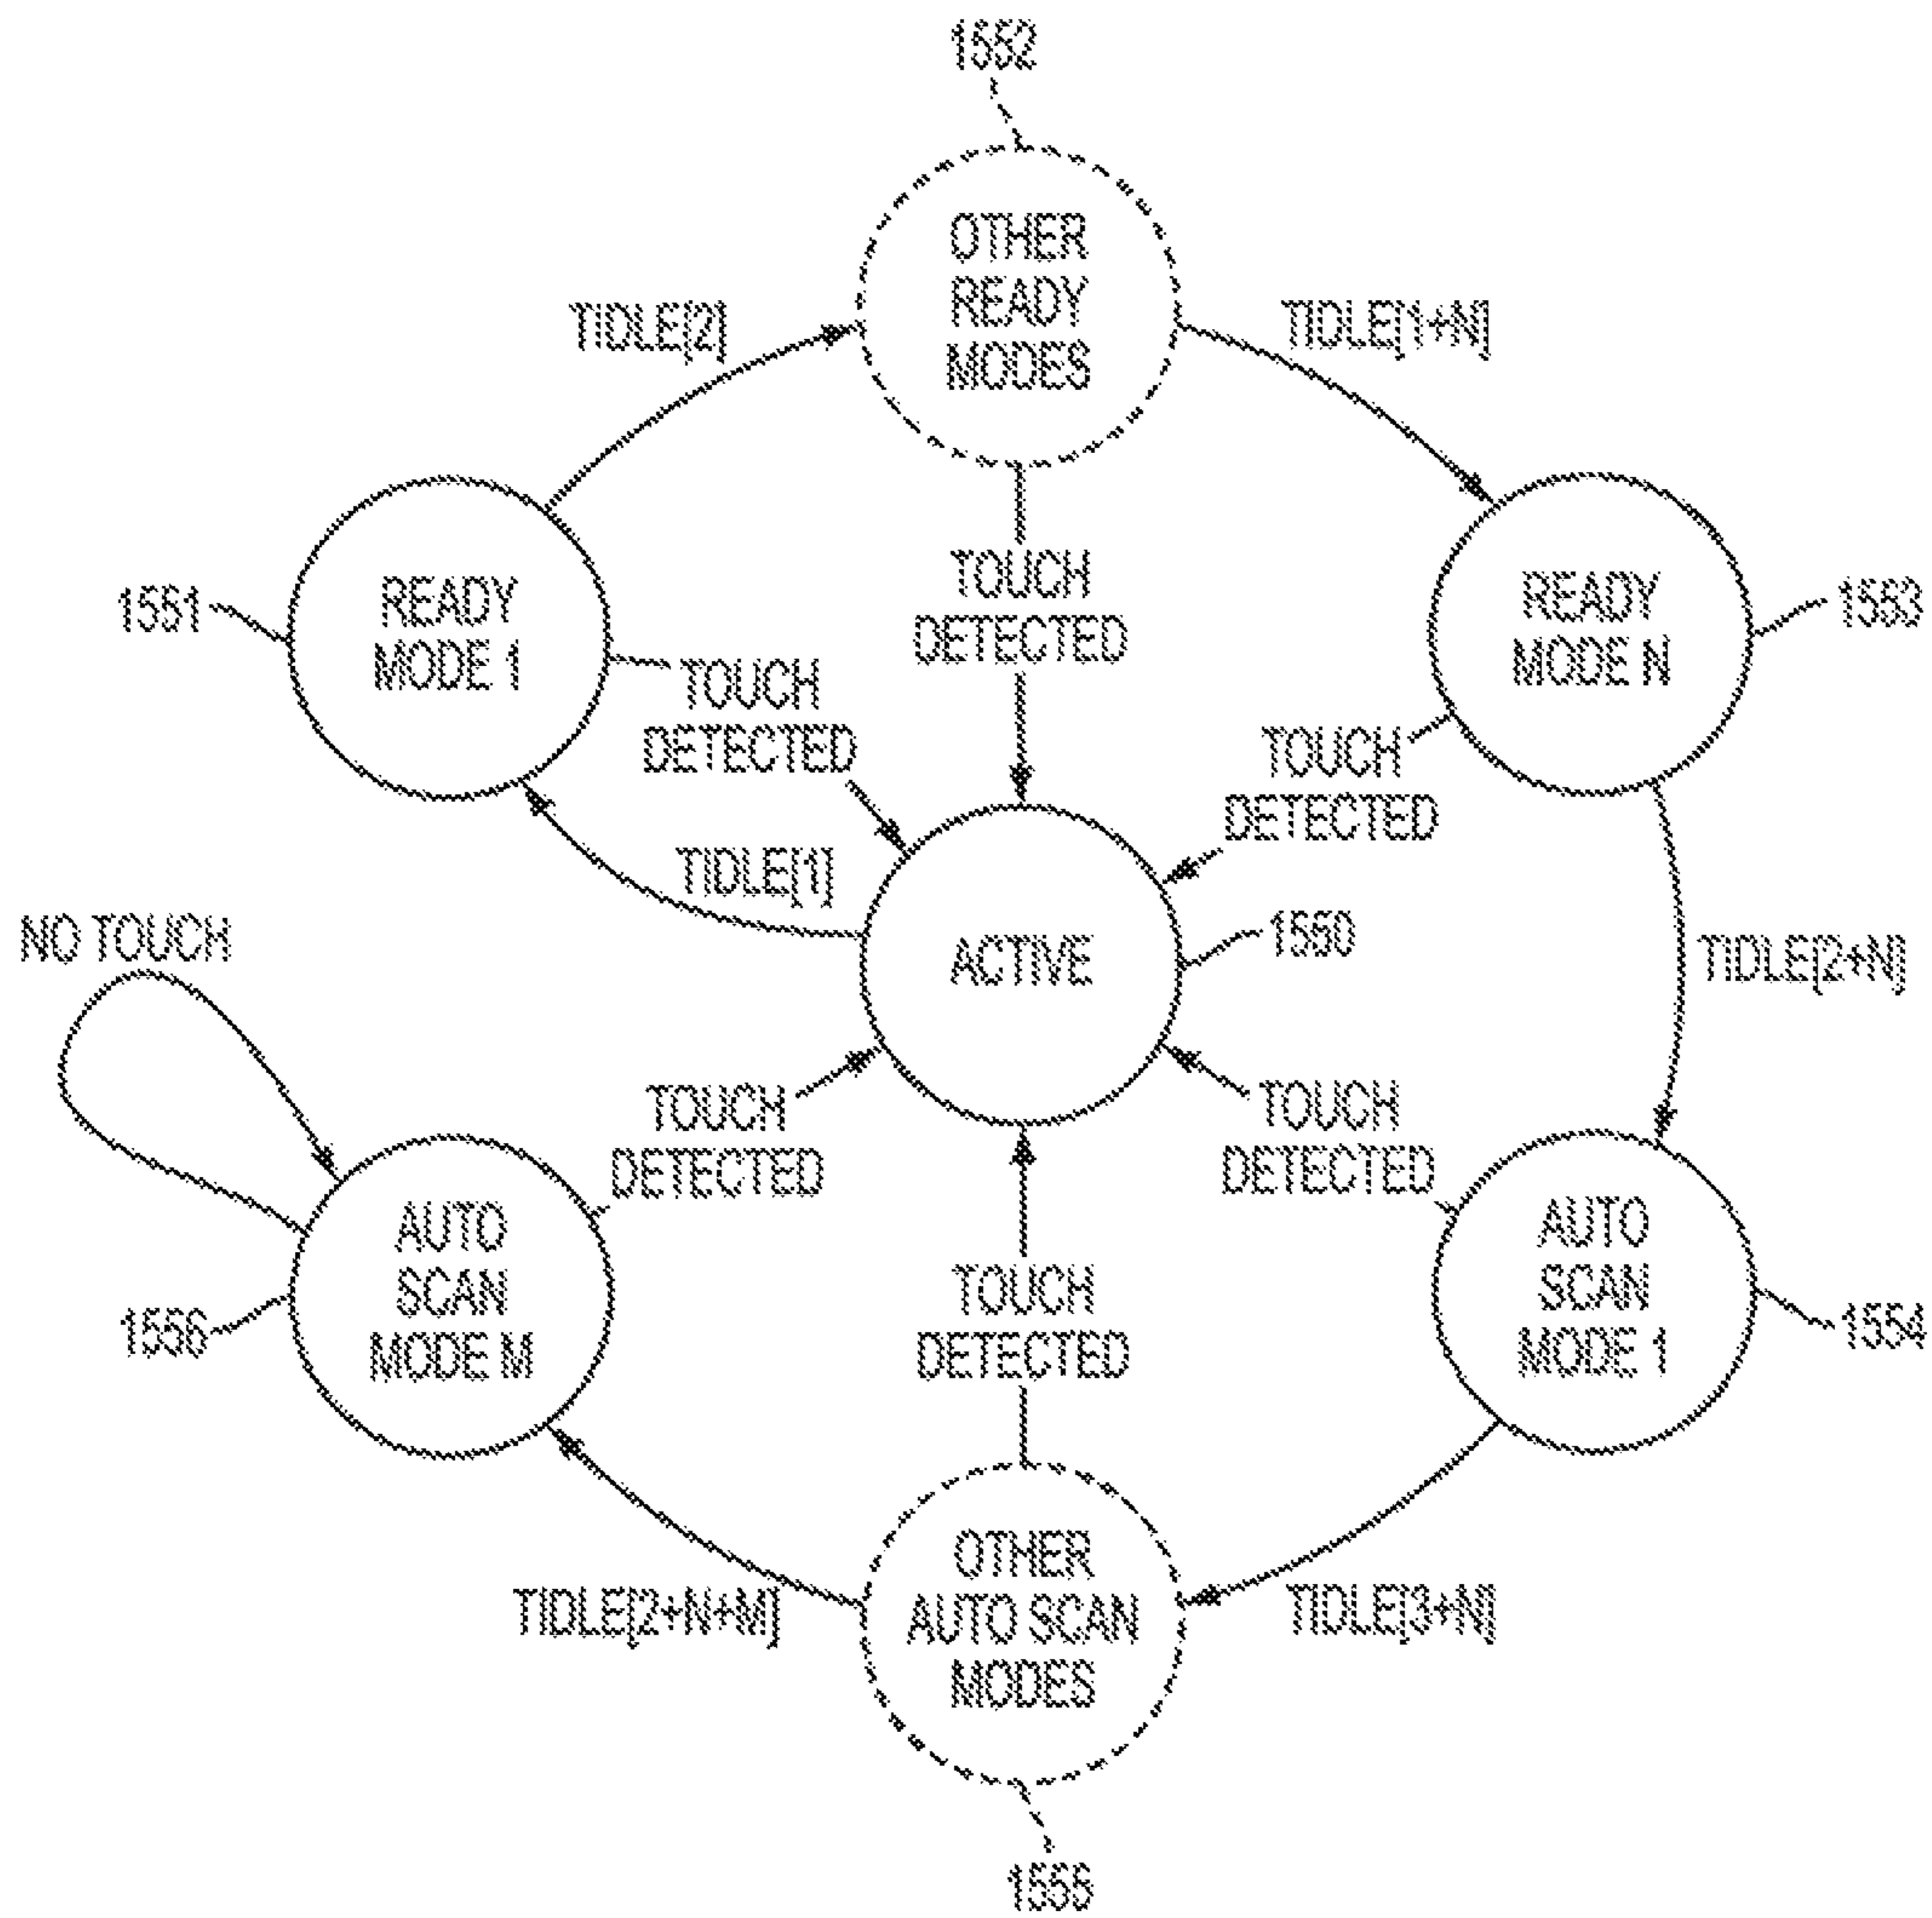 1552
OTHER
READY
MODES
TIDLE[2]
TIDLE[1+N]
TOUCH
DETECTED
1551
READY
MODE 1
READY
MODE N
1553
TOUCH
DETECTED
TOUCH
DETECTED
TIDLE[1]
NO TOUCH
ACTIVE
1550
TIDLE[2+N]
TOUCH
DETECTED
TOUCH
DETECTED
AUTO
SCAN
MODE M
1556
TOUCH
DETECTED
AUTO
SCAN
MODE 1
1554
TIDLE[2+N+M]
OTHER
AUTO SCAN
MODES
TIDLE[3+N]
1555